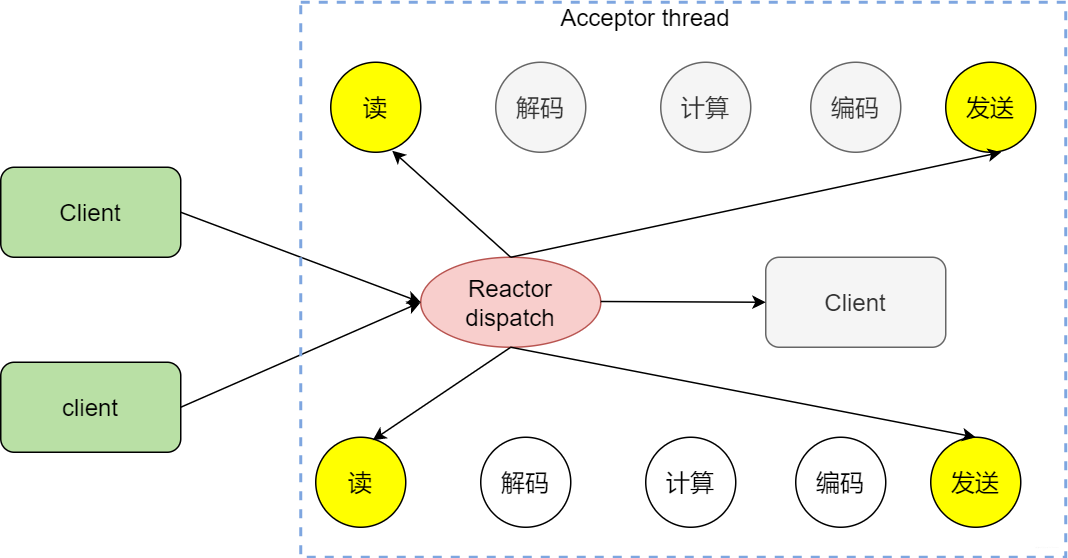 Acceptor thread
读
解码
计算
编码
发送
Client
Reactor
dispatch
Client
client
读
解码
计算
编码
发送